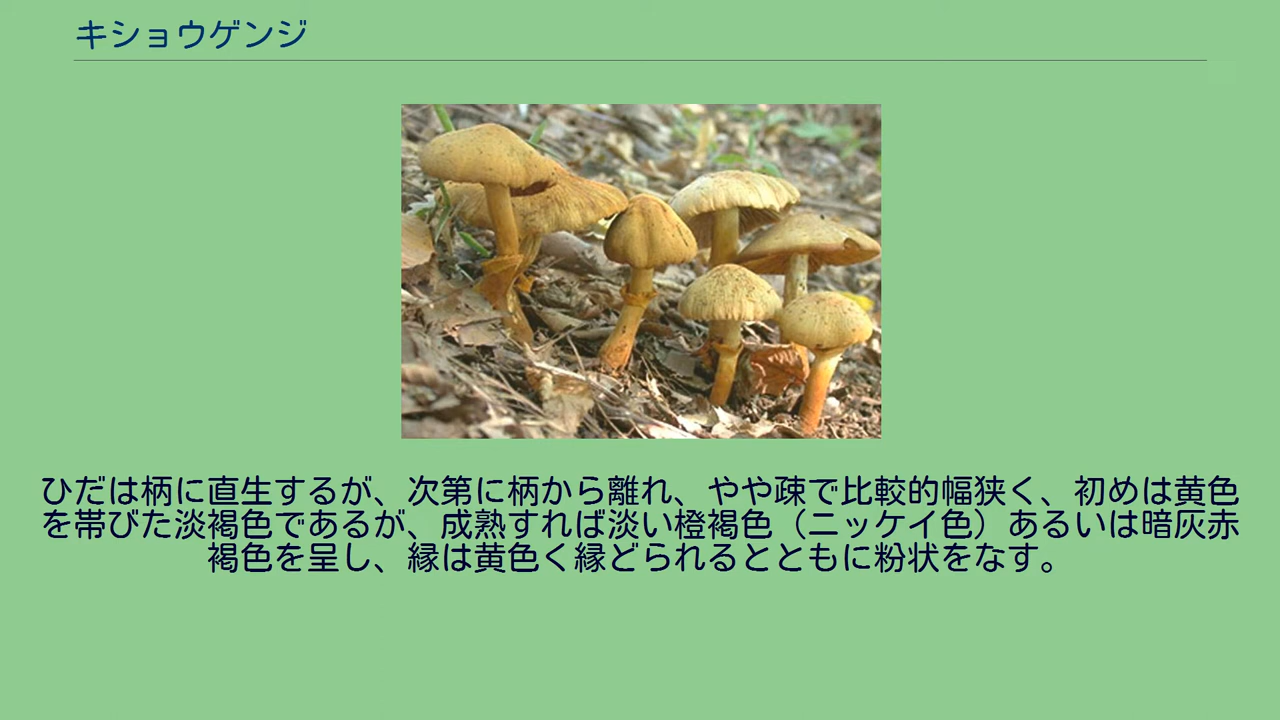 キショウゲンジ
ひだは柄に直生するが、次第に柄から離れ、やや疎で比較的幅狭く、初めは黄色
を帯びた淡褐色であるが、成熟すれば淡い橙褐色（ニッケイ色）あるいは暗灰赤
褐色を呈し、縁は黄色く縁どられるとともに粉状をなす。